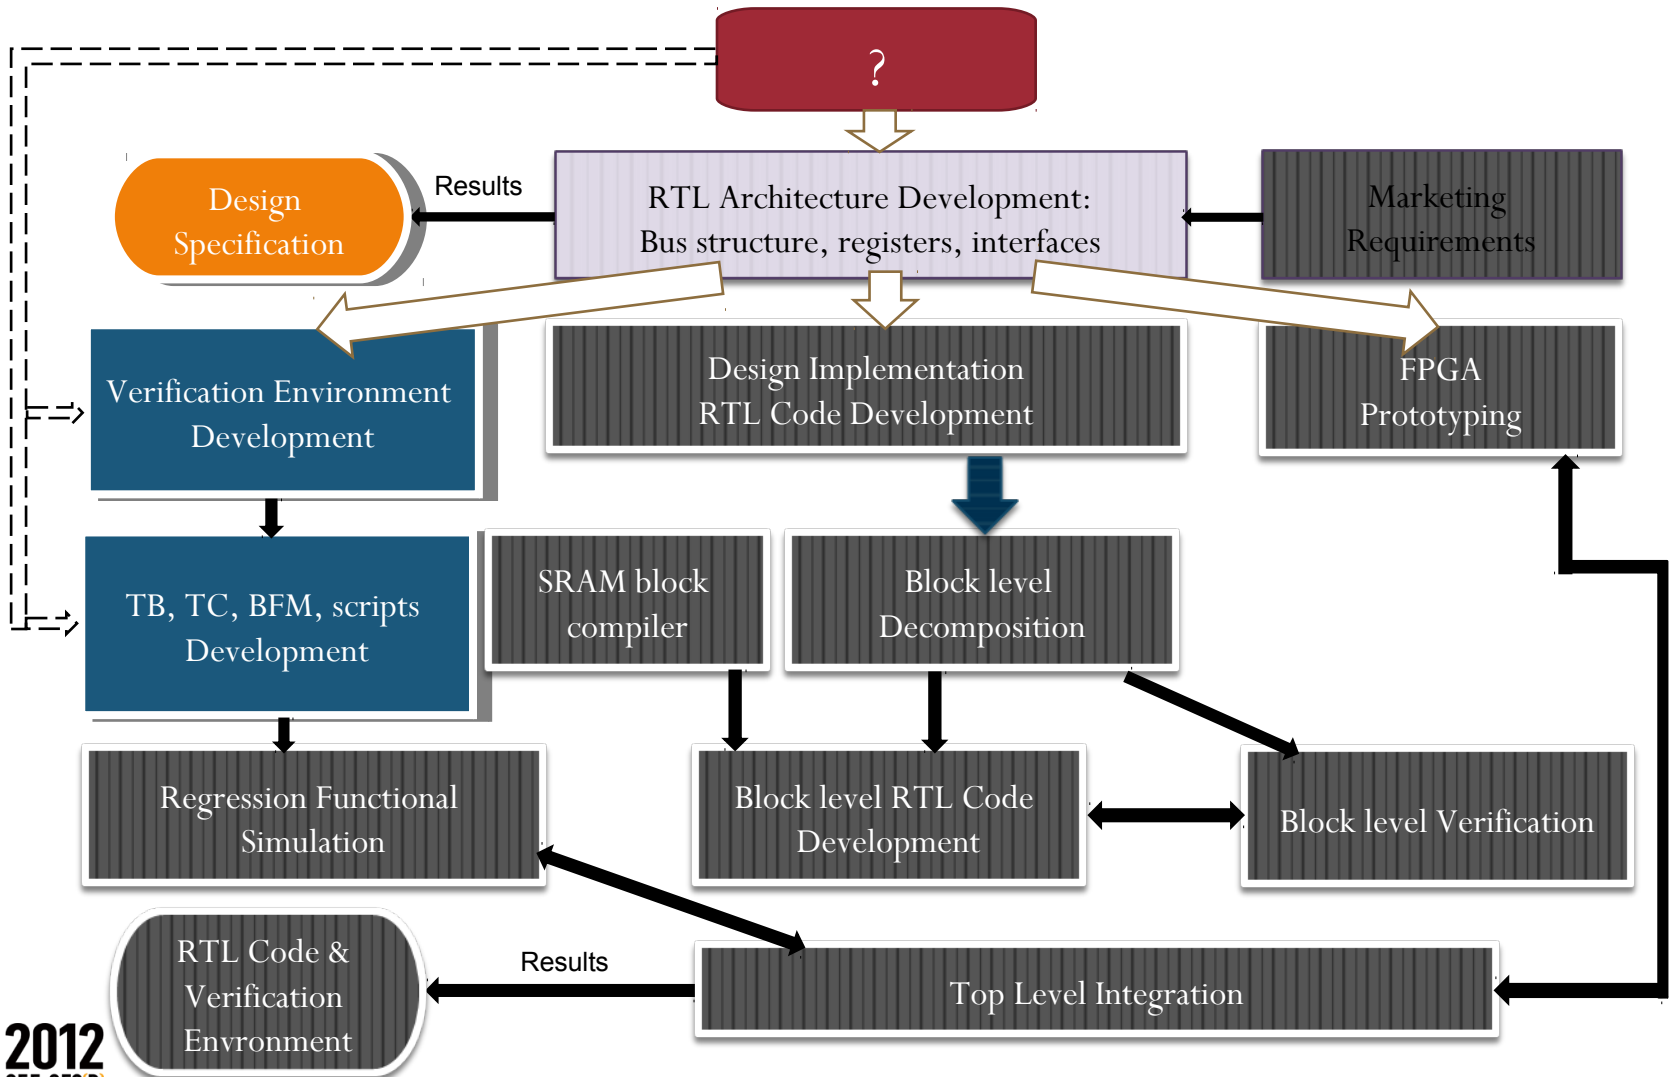 ?
Results
Design
Specification
RTL Architecture Development:
Bus structure, registers, interfaces
Marketing
Requirements
Verification Environment
Development
Design Implementation
RTL Code Development
FPGA
Prototyping
TB, TC, BFM, scripts
Development
SRAM block
compiler
Block level
Decomposition
Regression Functional
Simulation
Block level RTL Code
Development
Block level Verification
RTL Code &
Verification
Envronment
Results
Top Level Integration
2012